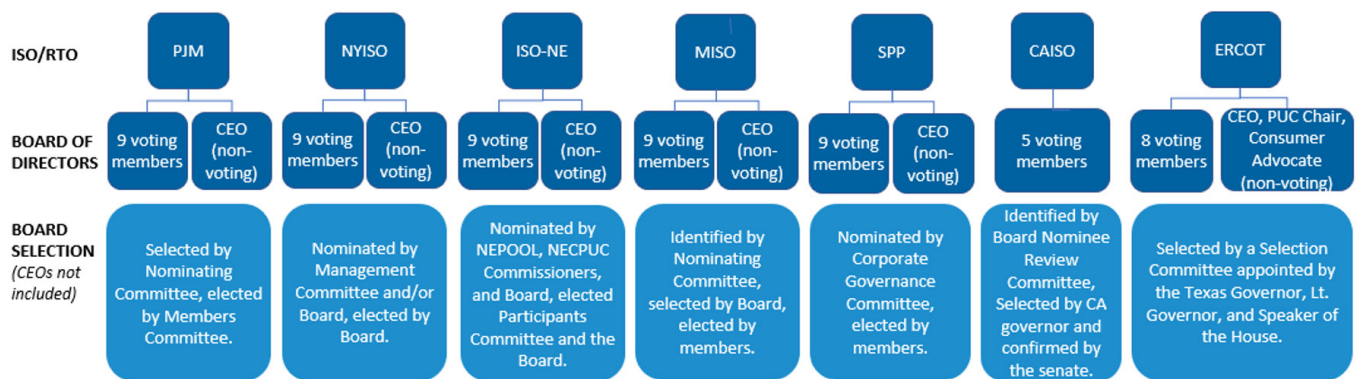 ISO/RTO
PJM
NYISO
ISO-NE
MISO
SPP
CAISO
ERCOT
BOARD OF
DIRECTORS
9 voting
members
CEO
(non-
voting)
9 voting
members
CEO
(non-
voting)
9 voting
members
CEO
(non-
voting)
9 voting
members
CEO
(non-
voting)
9 voting
members
CEO
(non-
voting)
5 voting
members
8 voting
members
CEO, PUC Chair,
Consumer
Advocate
(non-voting)
BOARD
SELECTION
(CEOs not
included)
Selected by
Nominating
Committee, elected
by Members
Committee.
Nominated by
Management
Committee and/or
Board, elected by
Board.
Nominated by
NEPOOL, NECPUC
Commissioners,
and Board, elected
Participants
Committee and the
Board.
Identified by
Nominating
Committee,
selected by Board,
elected by
members.
Nominated by
Corporate
Governance
Committee,
elected by
members.
Identified by
Board Nominee
Review
Committee,
Selected by CA
governor and
confirmed by
the senate.
Selected by a Selection
Committee appointed by
the Texas Governor, Lt.
Governor, and Speaker of
the House.